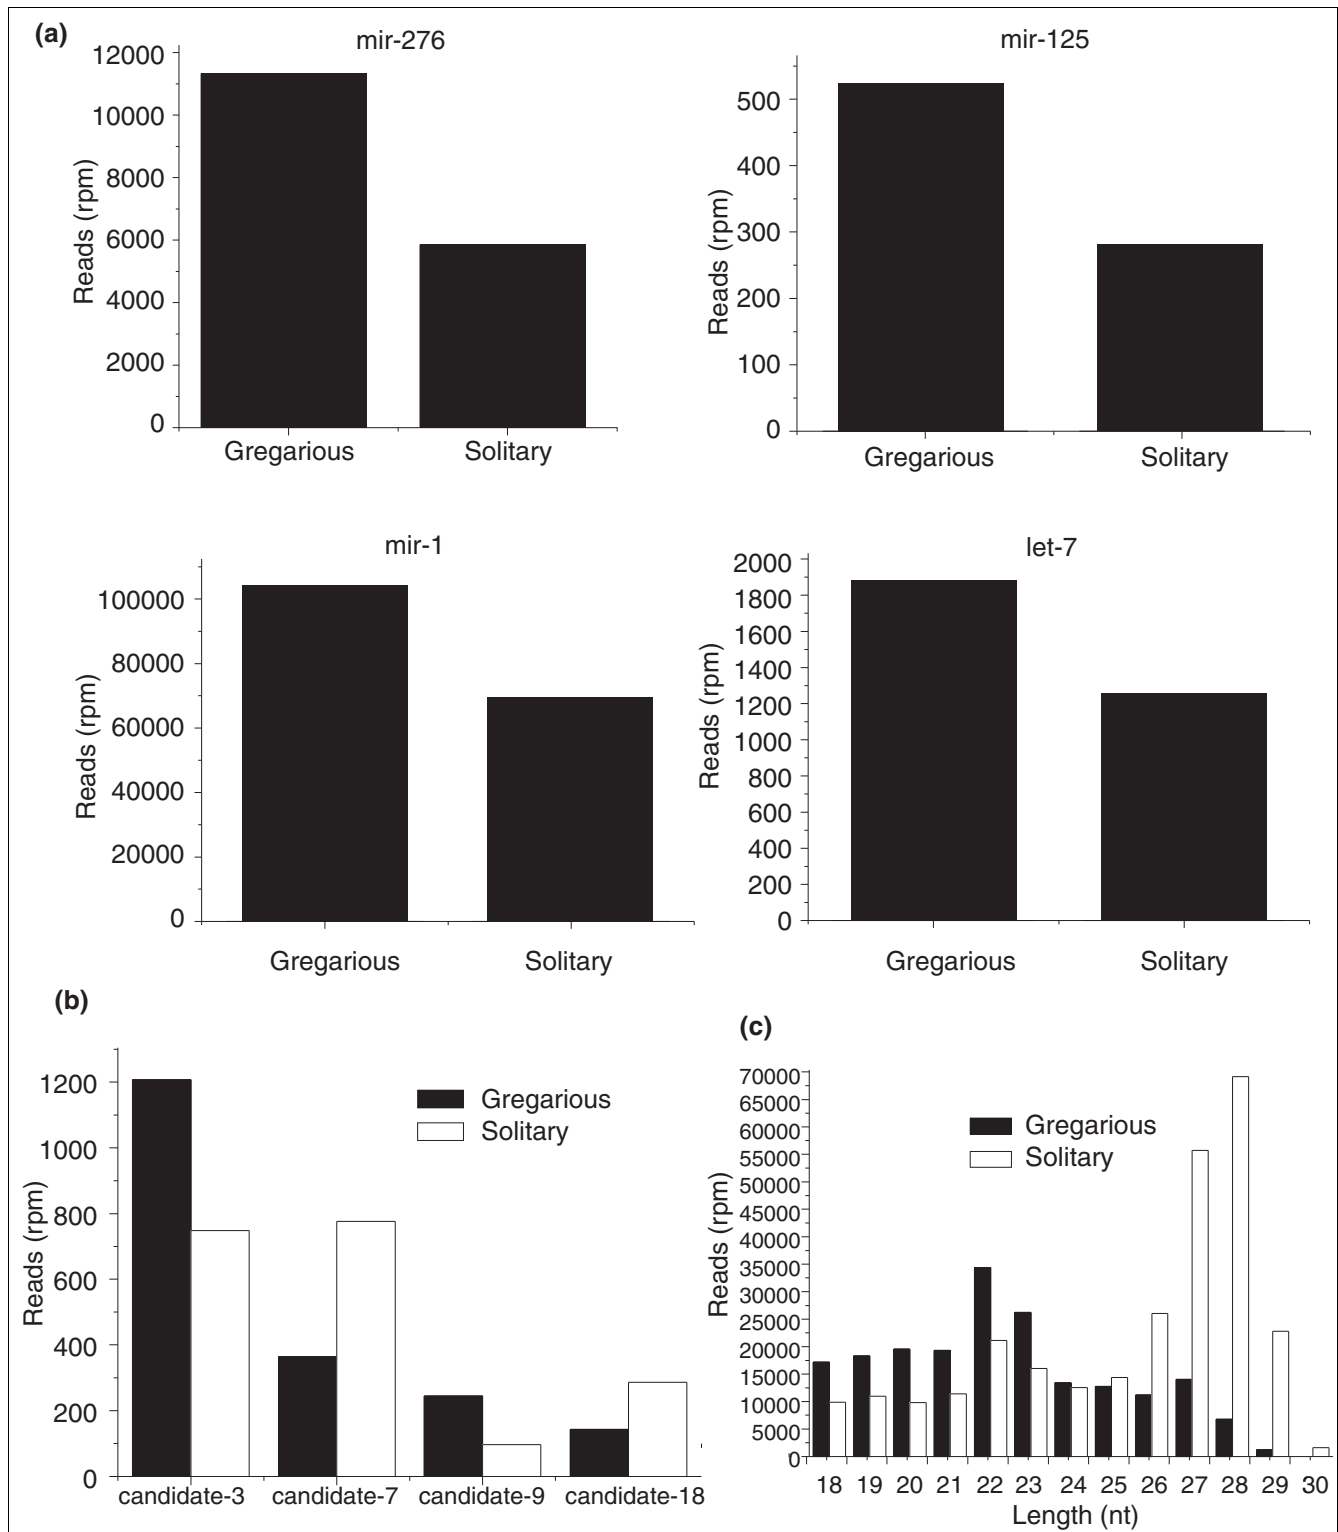 (a)
mir-276
Reads (rpm)
12000
10000
8000
6000
4000
2000
0
Gregarious Solitary
mir-125
Reads (rpm)
500
400
300
200
100
0
Gregarious Solitary
mir-1
Reads (rpm)
100000
80000
60000
40000
20000
0
Gregarious Solitary
let-7
Reads (rpm)
2000
1800
1600
1400
1200
1000
800
600
400
200
0
Gregarious Solitary
(b)
Reads (rpm)
1200
1000
800
600
400
200
0
Gregarious
Solitary
candidate-3 candidate-7 candidate-9 candidate-18
(c)
Reads (rpm)
70000
65000
60000
55000
50000
45000
40000
35000
30000
25000
20000
15000
10000
5000
0
Gregarious
Solitary
18 19 20 21 22 23 24 25 26 27 28 29 30
Length (nt)